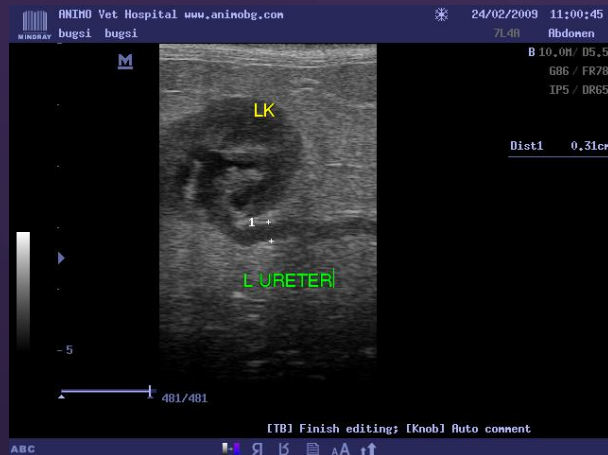 ANIMO Vet Hospital www.animobg.com 24/02/2009 11:00:45
MINDRAY bugsi bugsi 7L4A Abdomen
M
B 10.0M/ D5.5
G86 / FR78
IP5 / DR65
LK
Dist1 0.31cm
1
L URETER
-5
481/481
[TB] Finish editing; [Knob] Auto comment
ABC